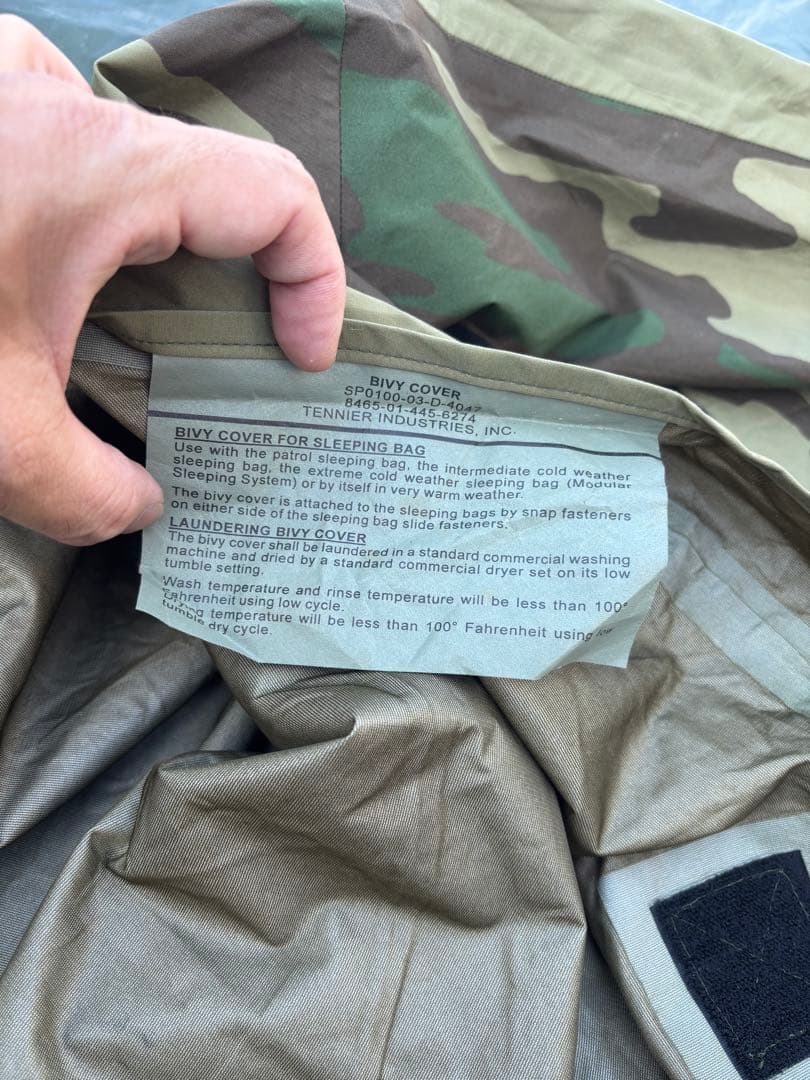 BIVY COVER
SP0100-03-D-4047
8465-01-445-6274
TENNIER INDUSTRIES, INC.
BIVY COVER FOR SLEEPING BAG
Use with the patrol sleeping bag, the intermediate cold weather
sleeping bag, the extreme cold weather sleeping bag (Modular
Sleeping System) or by itself in very warm weather.
The bivy cover is attached to the sleeping bags by snap fasteners
on either side of the sleeping bag slide fasteners.
LAUNDERING BIVY COVER
The bivy cover shall be laundered in a standard commercial washing
machine and dried by a standard commercial dryer set on its low
tumble setting.
Wash temperature and rinse temperature will be less than 100°
Fahrenheit using low cycle.
Drying temperature will be less than 100° Fahrenheit using low
tumble dry cycle.